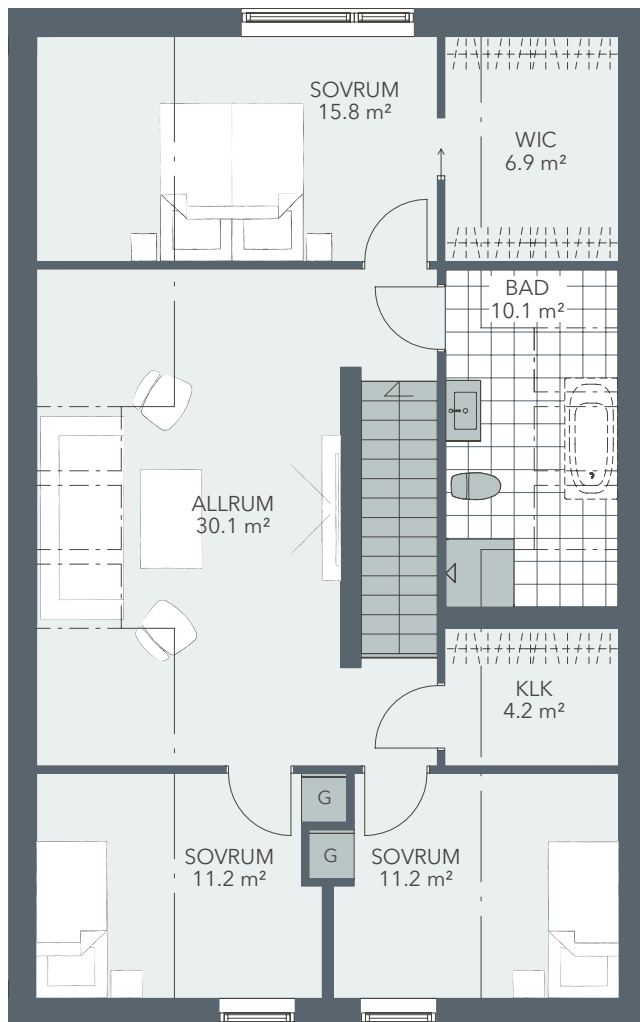 SOVRUM
15.8 m²
WIC
6.9 m²
BAD
10.1 m²
ALLRUM
30.1 m²
KLK
4.2 m²
G
G
SOVRUM
11.2 m²
SOVRUM
11.2 m²